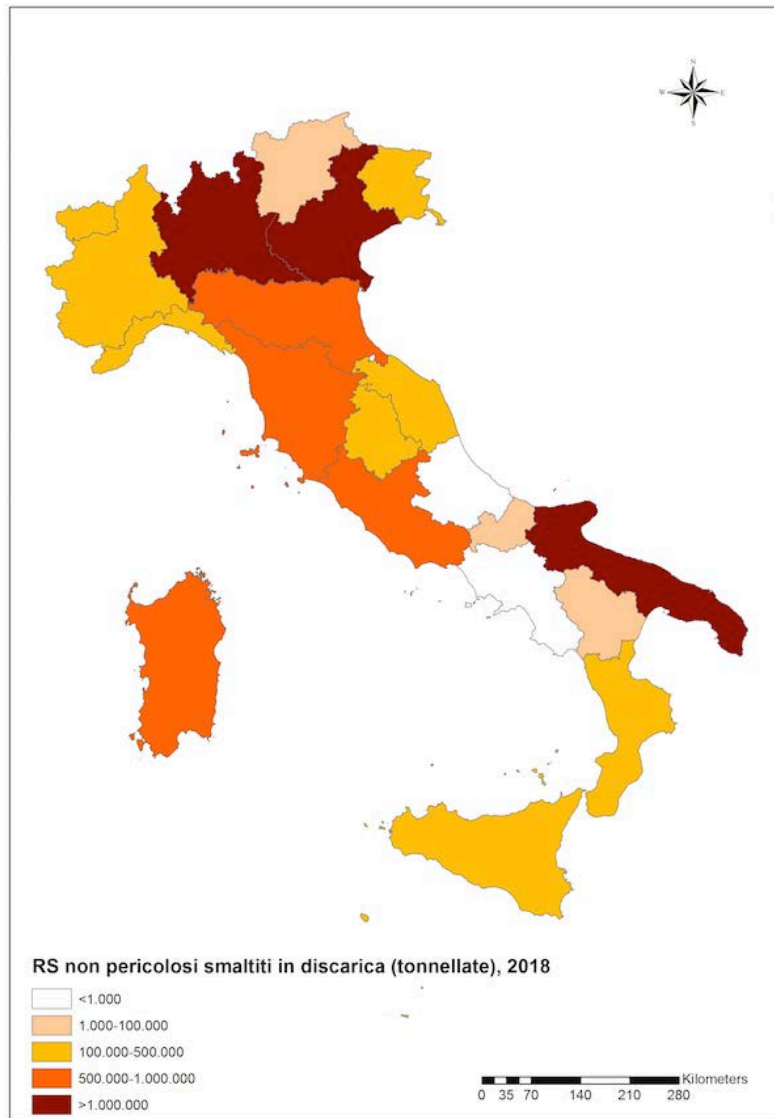 N
W E
S
RS non pericolosi smaltiti in discarica (tonnellate), 2018
<1.000
1.000-100.000
100.000-500.000
500.000-1.000.000
>1.000.000
Kilometers
0 35 70 140 210 280